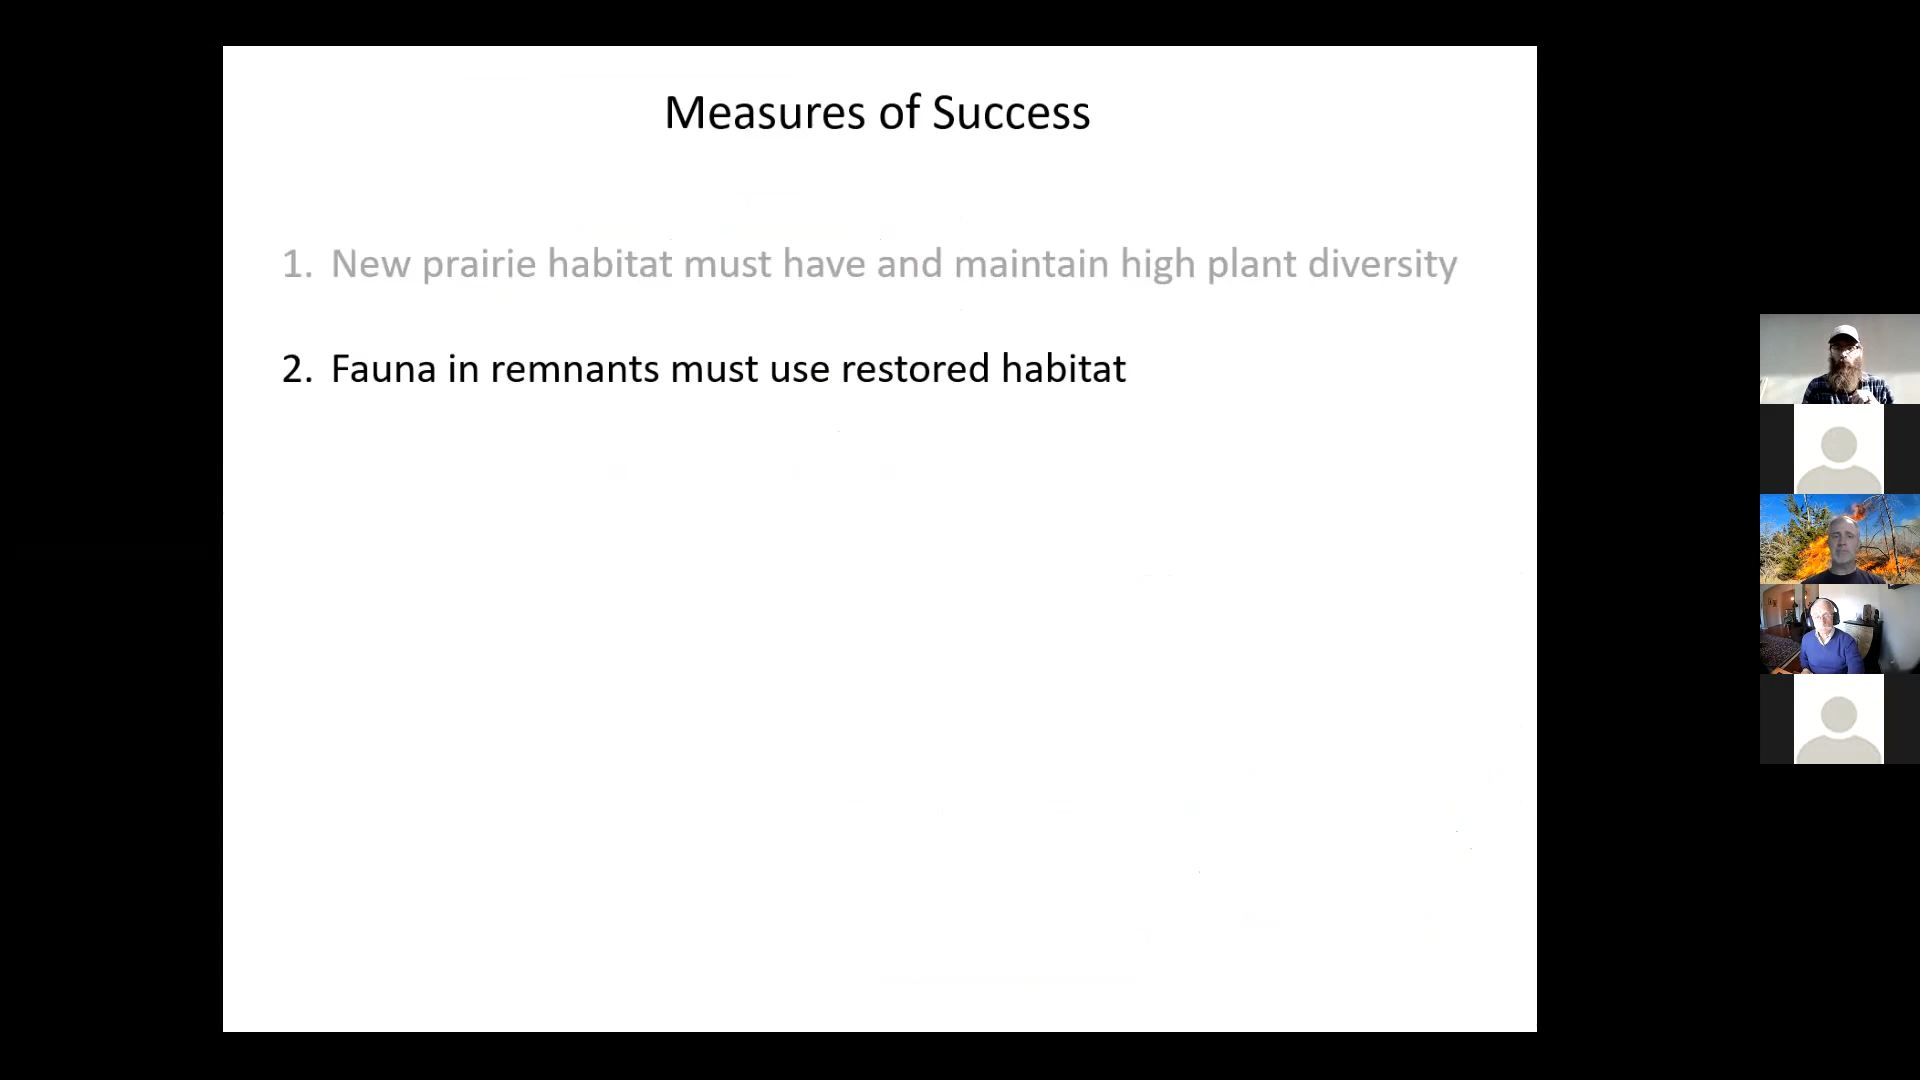 Measures of Success
1. New prairie habitat must have and maintain high plant diversity
2. Fauna in remnants must use restored habitat